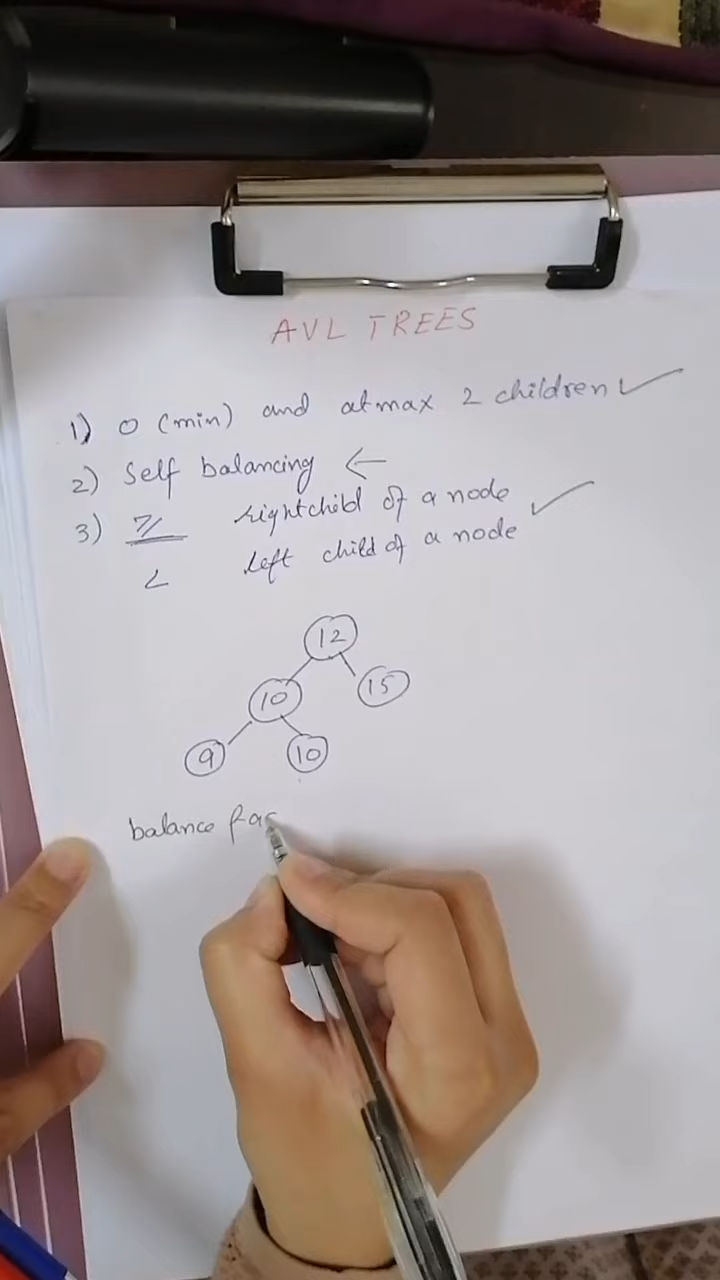 AVL TREES
1) 0 (min) and atmax 2 children ✓
2) Self balancing ←
3) ≥ rightchild of a node ✓
< left child of a node
12
10 15
9 10
balance fac